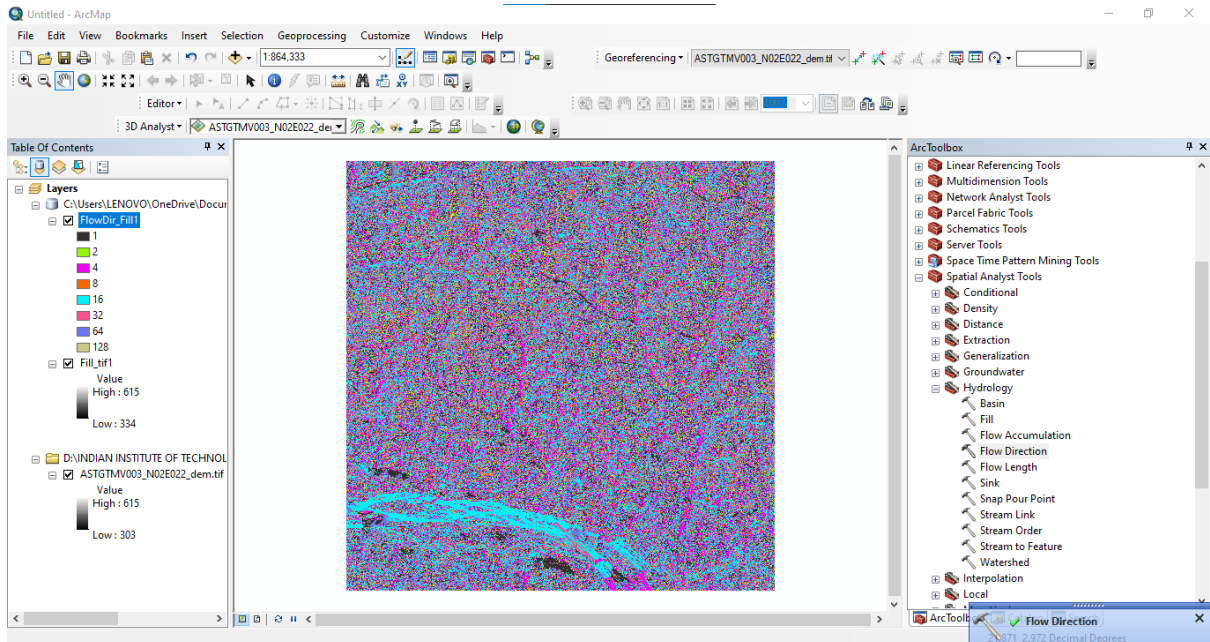 Untitled - ArcMap
File Edit View Bookmarks Insert Selection Geoprocessing Customize Windows Help
1:864,333 Georeferencing ASTGTMV003_N02E022_dem.tif
Editor
3D Analyst ASTGTMV003_N02E022_de
Table Of Contents
Layers
C:\Users\LENOVO\OneDrive\Docur
FlowDir_Fill1
1
2
4
8
16
32
64
128
Fill_tif1
Value
High : 615
Low : 334
D:\INDIAN INSTITUTE OF TECHNOL
ASTGTMV003_N02E022_dem.tif
Value
High : 615
Low : 303
ArcToolbox
Linear Referencing Tools
Multidimension Tools
Network Analyst Tools
Parcel Fabric Tools
Schematics Tools
Server Tools
Space Time Pattern Mining Tools
Spatial Analyst Tools
Conditional
Density
Distance
Extraction
Generalization
Groundwater
Hydrology
Basin
Fill
Flow Accumulation
Flow Direction
Flow Length
Sink
Snap Pour Point
Stream Link
Stream Order
Stream to Feature
Watershed
Interpolation
Local
ArcToolb
Flow Direction
2.972 Decimal Degrees